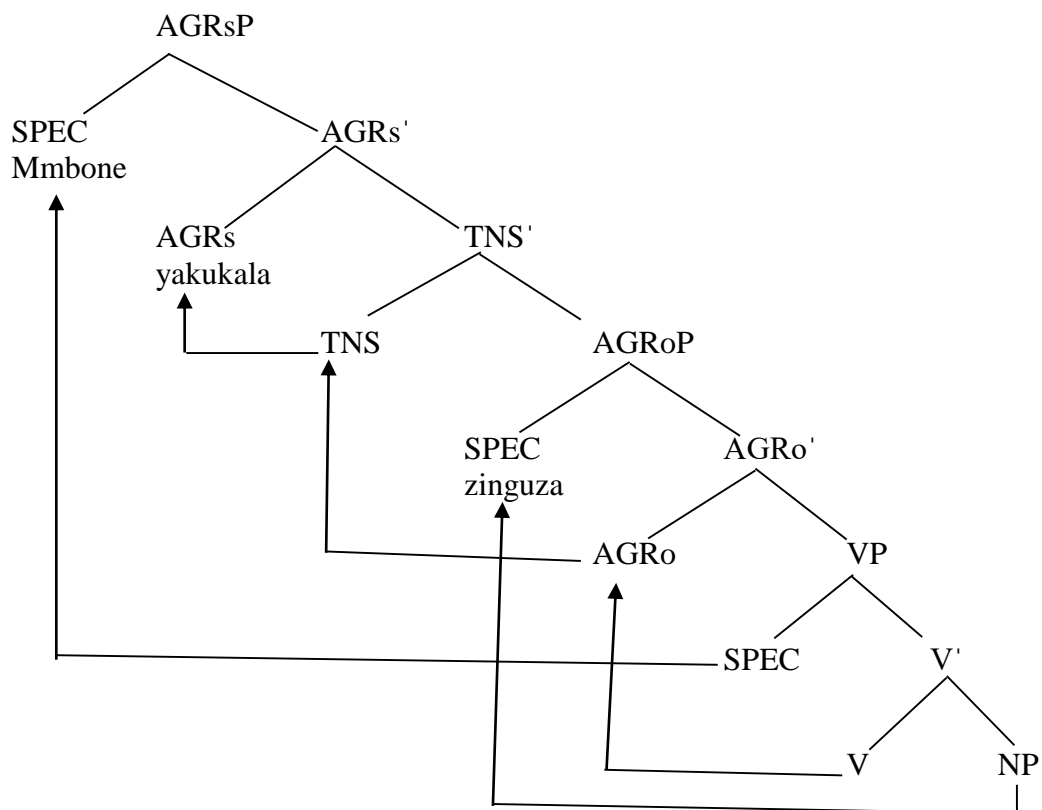 AGRsP
SPEC AGRs'
Mmbone
AGRs TNS'
yakukala
TNS AGRoP
SPEC AGRo'
zinguza
AGRo VP
SPEC V'
V NP